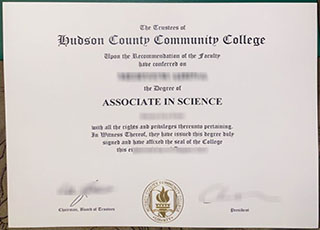 The Trustees of
Hudson County Community College
Upon the Recommendation of the Faculty
have conferred on
the Degree of
ASSOCIATE IN SCIENCE
with all the rights and privileges thereunto pertaining.
In Witness Thereof, they have issued this degree duly
signed and have affixed the seal of the College
this
Chairman, Board of Trustees
President